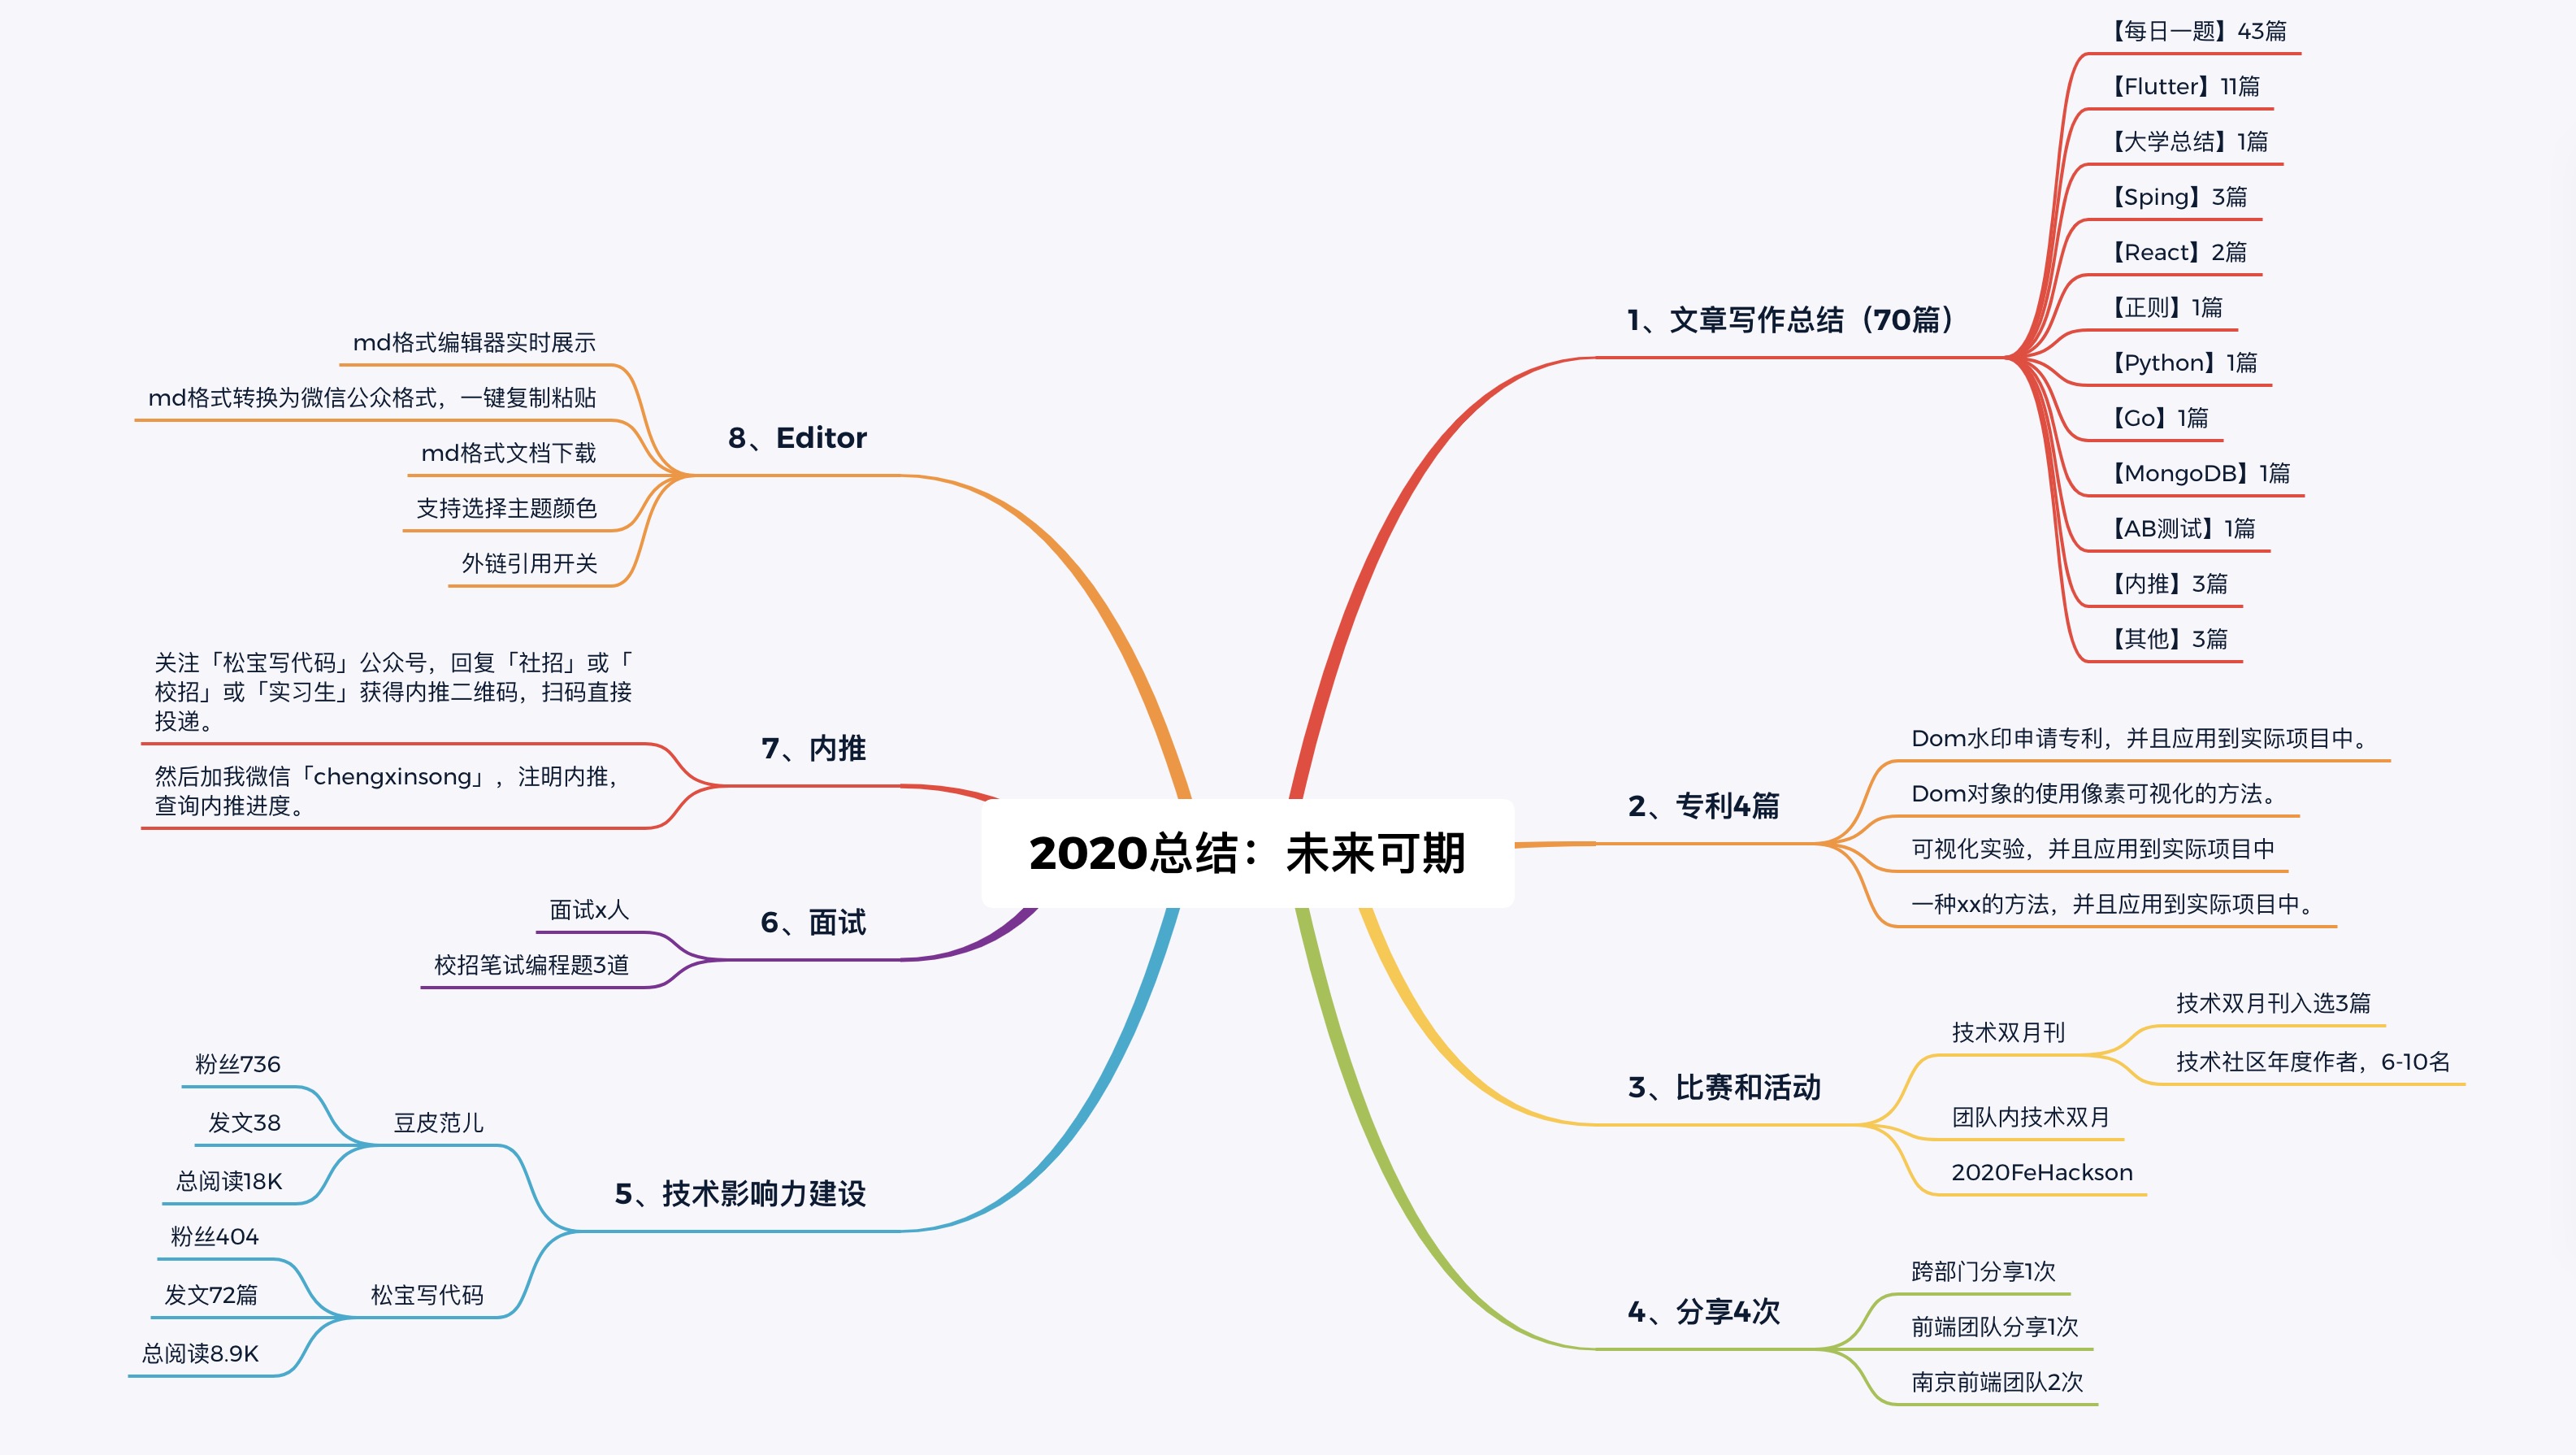 2020总结：未来可期
1、文章写作总结（70篇）
【每日一题】43篇
【Flutter】11篇
【大学总结】1篇
【Sping】3篇
【React】2篇
【正则】1篇
【Python】1篇
【Go】1篇
【MongoDB】1篇
【AB测试】1篇
【内推】3篇
【其他】3篇
2、专利4篇
Dom水印申请专利，并且应用到实际项目中。
Dom对象的使用像素可视化的方法。
可视化实验，并且应用到实际项目中
一种xx的方法，并且应用到实际项目中。
3、比赛和活动
技术双月刊
技术双月刊入选3篇
技术社区年度作者，6-10名
团队内技术双月
2020FeHackson
4、分享4次
跨部门分享1次
前端团队分享1次
南京前端团队2次
5、技术影响力建设
豆皮范儿
粉丝736
发文38
总阅读18K
松宝写代码
粉丝404
发文72篇
总阅读8.9K
6、面试
面试x人
校招笔试编程题3道
7、内推
关注「松宝写代码」公众号，回复「社招」或「
校招」或「实习生」获得内推二维码，扫码直接
投递。
然后加我微信「chengxinsong」，注明内推，
查询内推进度。
8、Editor
md格式编辑器实时展示
md格式转换为微信公众格式，一键复制粘贴
md格式文档下载
支持选择主题颜色
外链引用开关